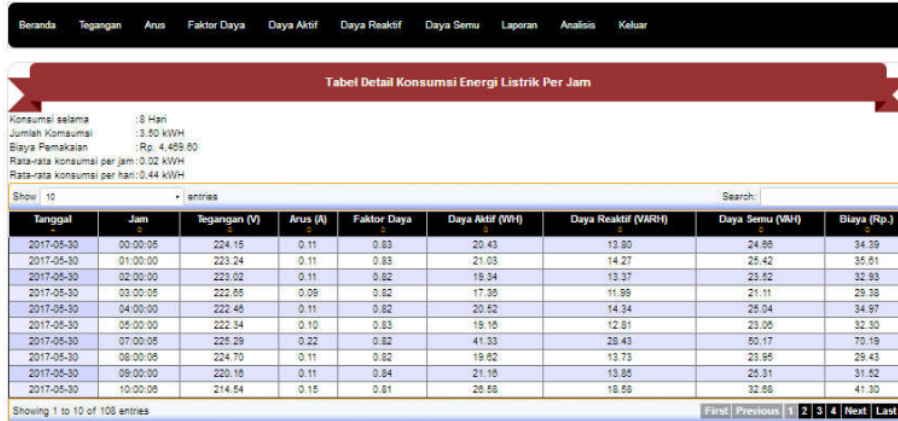 Beranda Tegangan Arus Faktor Daya Daya Aktif Daya Reaktif Daya Semu Laporan Analisis Keluar
Tabel Detail Konsumsi Energi Listrik Per Jam
Konsumsi selama :8 Hari
Jumlah Komsumsi :3.50 kWH
Biaya Pemakaian :Rp. 4,469.60
Rata-rata konsumsi per jam:0.02 kWH
Rata-rata konsumsi per hari:0.44 kWH
Show 10 entries Search:
Tanggal Jam Tegangan (V) Arus (A) Faktor Daya Daya Aktif (WH) Daya Reaktif (VARH) Daya Semu (VAH) Biaya (Rp.)
2017-05-30 00:00:05 224.15 0.11 0.83 20.43 13.80 24.66 34.39
2017-05-30 01:00:00 223.24 0.11 0.83 21.03 14.27 25.42 35.61
2017-05-30 02:00:00 223.02 0.11 0.82 19.34 13.37 23.52 32.93
2017-05-30 03:00:05 222.65 0.09 0.82 17.36 11.99 21.11 29.38
2017-05-30 04:00:00 222.46 0.11 0.82 20.52 14.34 25.04 34.97
2017-05-30 05:00:00 222.34 0.10 0.83 19.16 12.81 23.06 32.30
2017-05-30 07:00:05 225.29 0.22 0.82 41.33 28.43 50.17 70.19
2017-05-30 08:00:06 224.70 0.11 0.82 19.62 13.73 23.95 29.43
2017-05-30 09:00:00 220.16 0.11 0.84 21.16 13.85 25.31 31.52
2017-05-30 10:00:06 214.54 0.15 0.81 26.58 18.58 32.68 41.30
Showing 1 to 10 of 108 entries First Previous 1 2 3 4 Next Last